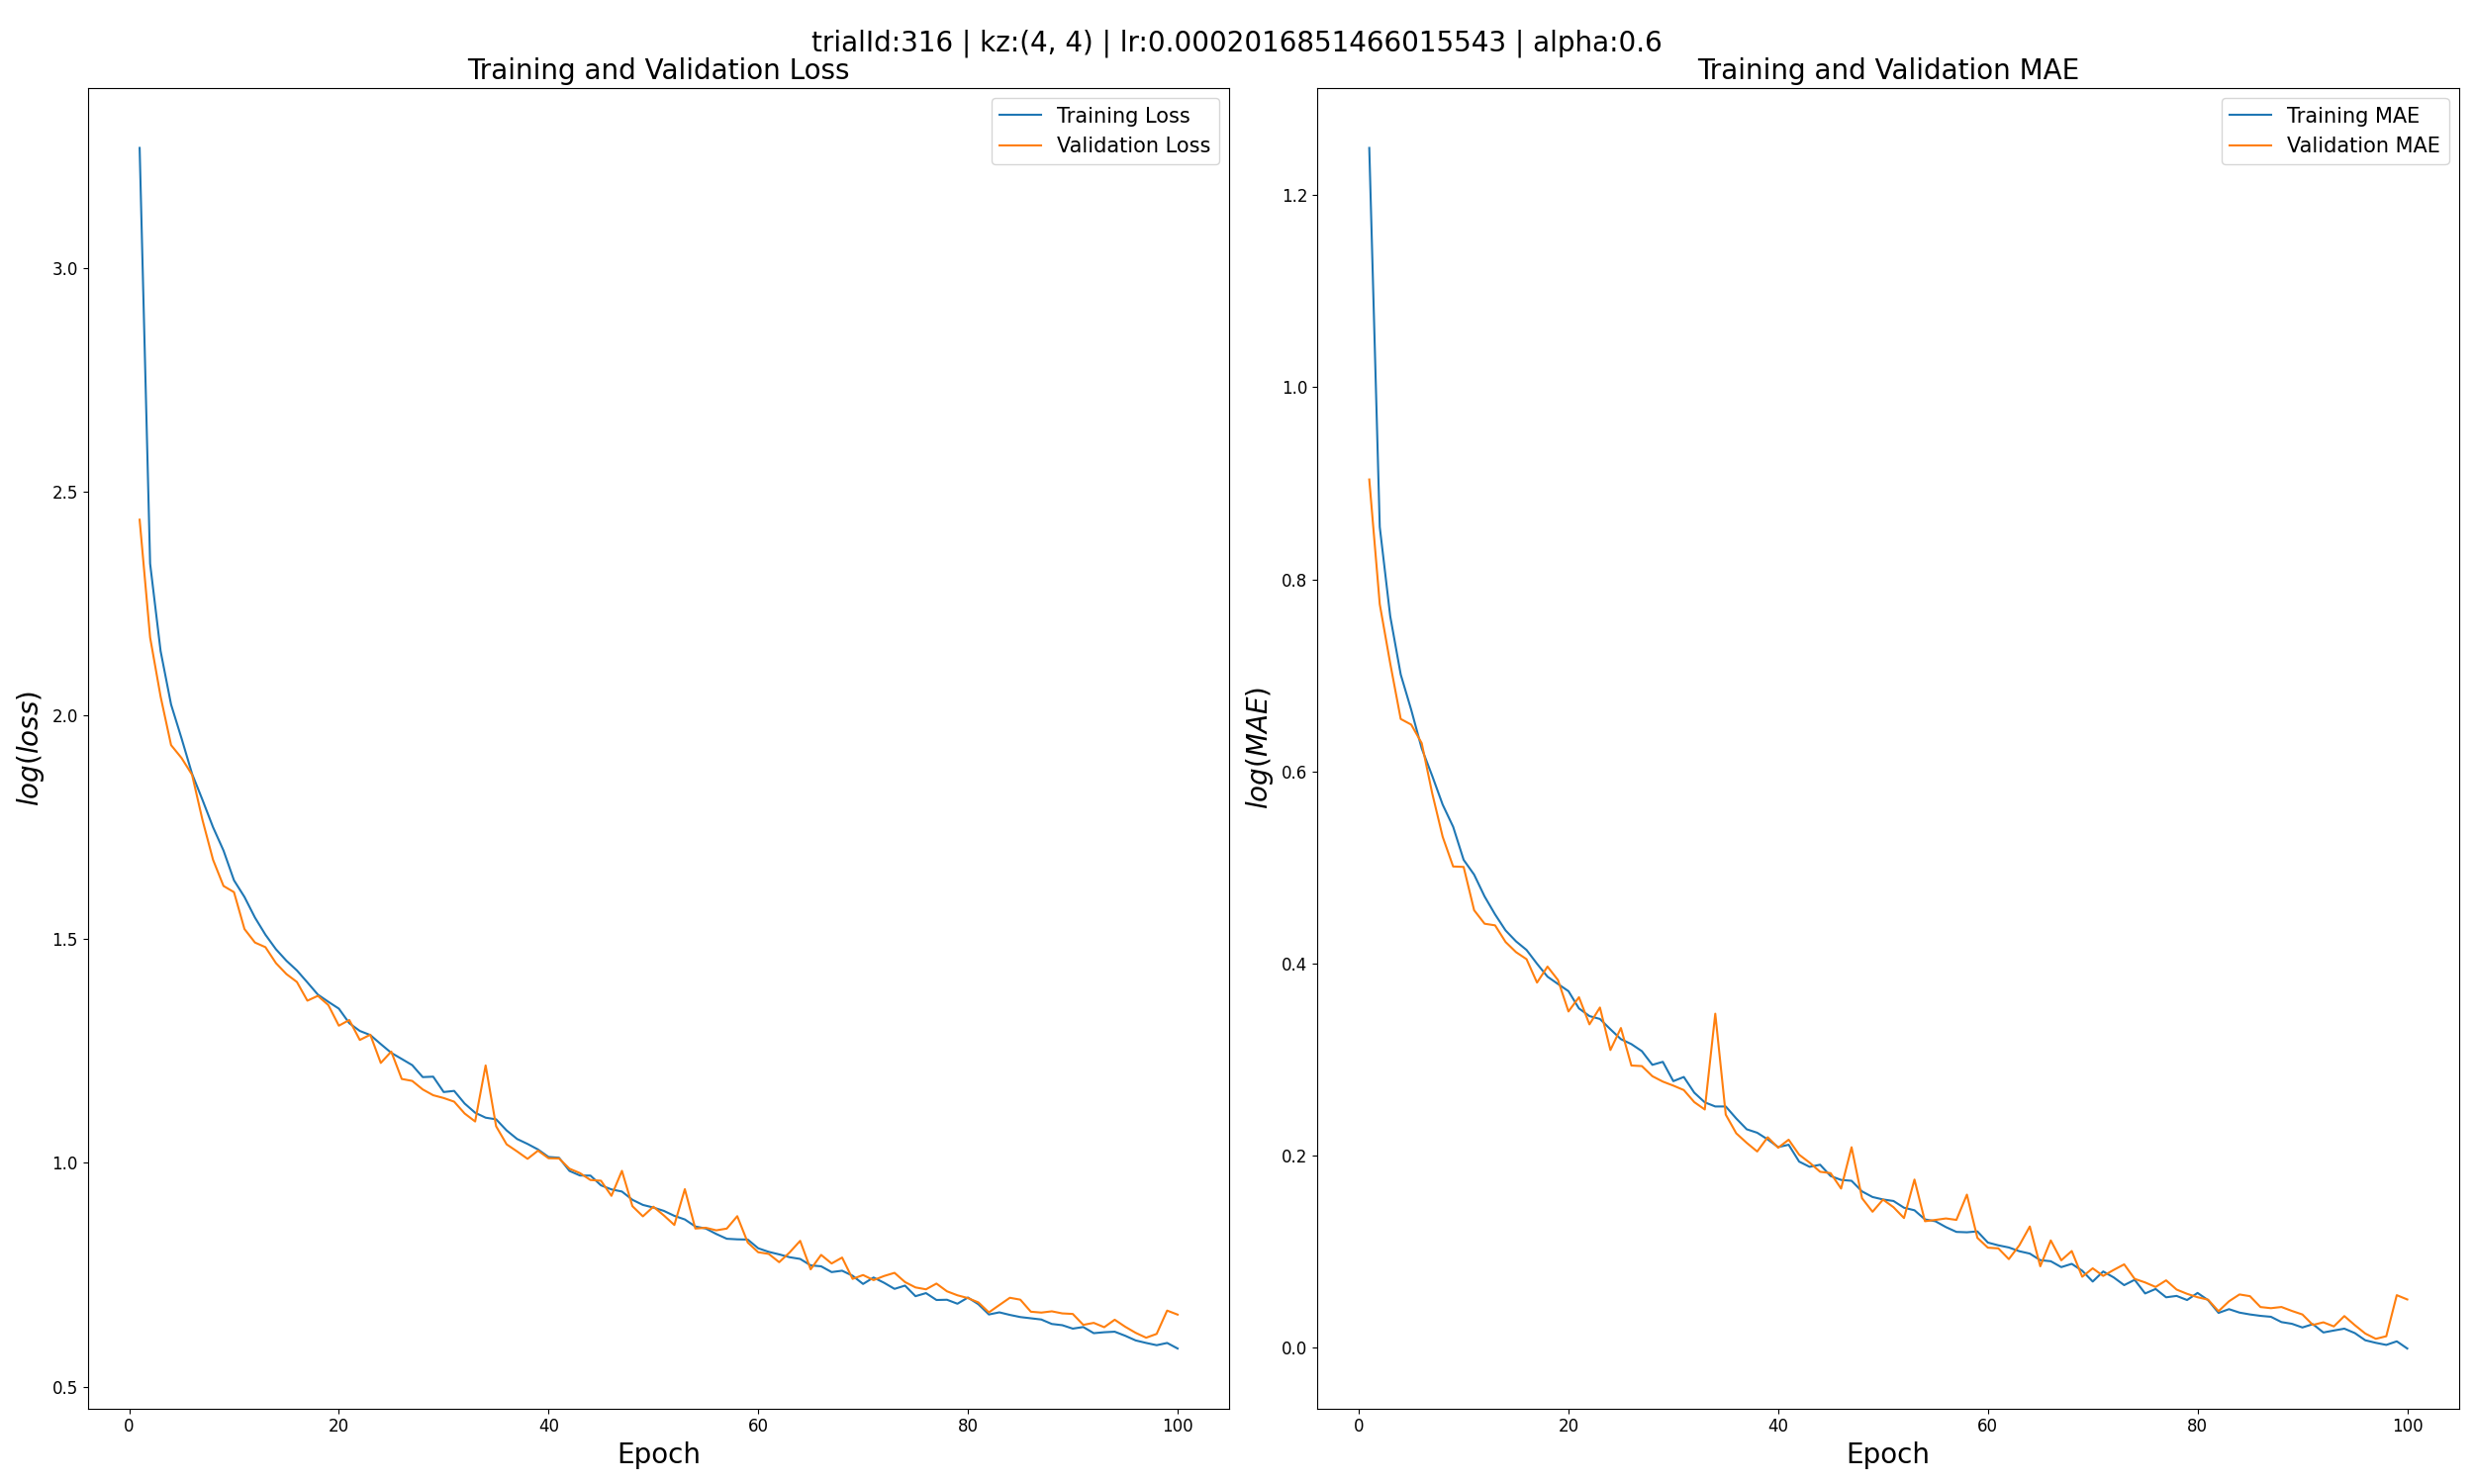 trialId:316 | kz:(4, 4) | lr:0.0002016851466015543 | alpha:0.6
Training and Validation Loss
Training Loss
Validation Loss
3.0
2.5
2.0
1.5
1.0
0.5
log(loss)
0 20 40 60 80 100
Epoch
Training and Validation MAE
Training MAE
Validation MAE
1.2
1.0
0.8
0.6
0.4
0.2
0.0
log(MAE)
0 20 40 60 80 100
Epoch